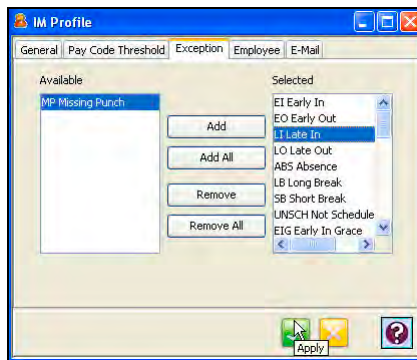 IM Profile
General Pay Code Threshold Exception Employee E-Mail
Available
Selected
MP Missing Punch
EI Early In
EO Early Out
LI Late In
LO Late Out
ABS Absence
LB Long Break
SB Short Break
UNSCH Not Schedule
EIG Early In Grace
Add
Add All
Remove
Remove All
Apply
?